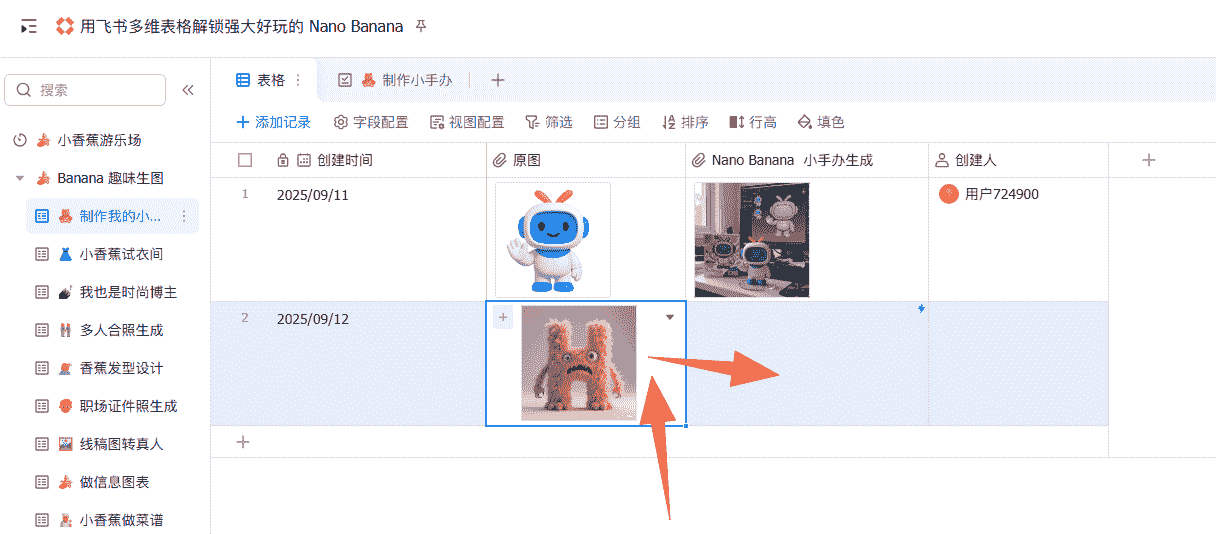 用飞书多维表格解锁强大好玩的 Nano Banana
搜索
小香蕉游乐场
Banana 趣味生图
制作我的小...
小香蕉试衣间
我也是时尚博主
多人合照生成
香蕉发型设计
职场证件照生成
线稿图转真人
做信息图表
小香蕉做菜谱
表格 制作小手办
添加记录 字段配置 视图配置 筛选 分组 排序 行高 填色
创建时间 原图 Nano Banana 小手办生成 创建人
1 2025/09/11 用户724900
2 2025/09/12